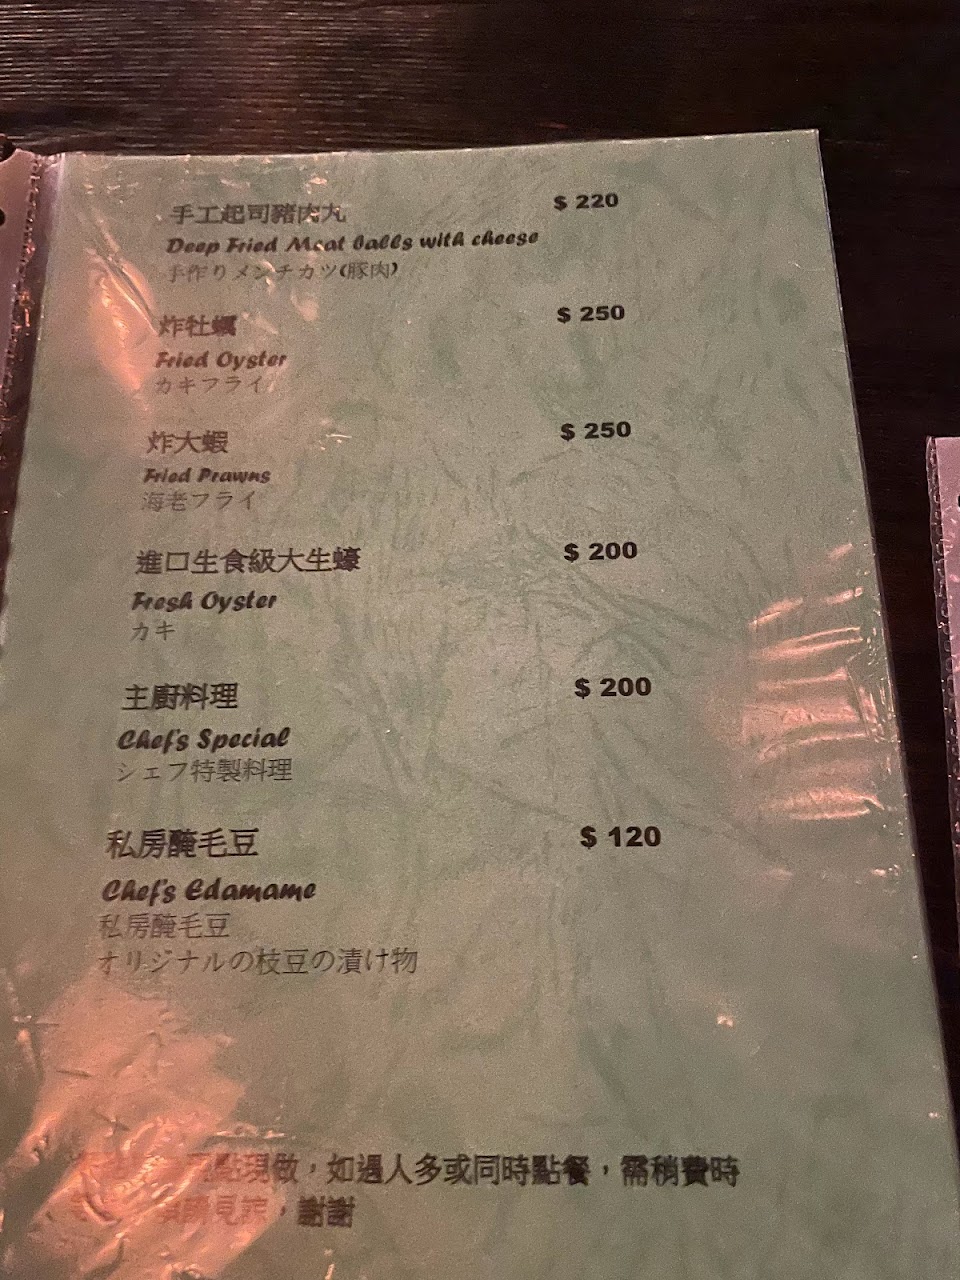 手工起司豬肉丸 $ 220
Deep Fried Meat balls with cheese
手作りメンチカツ(豚肉)
炸牡蠣 $ 250
Fried Oyster
カキフライ
炸大蝦 $ 250
Fried Prawns
海老フライ
進口生食級大生蠔 $ 200
Fresh Oyster
カキ
主廚料理 $ 200
Chef's Special
シェフ特製料理
私房醃毛豆 $ 120
Chef's Edamame
私房醃毛豆
オリジナルの枝豆の漬け物
點現做，如遇人多或同時點餐，需稍費時
見諒，謝謝